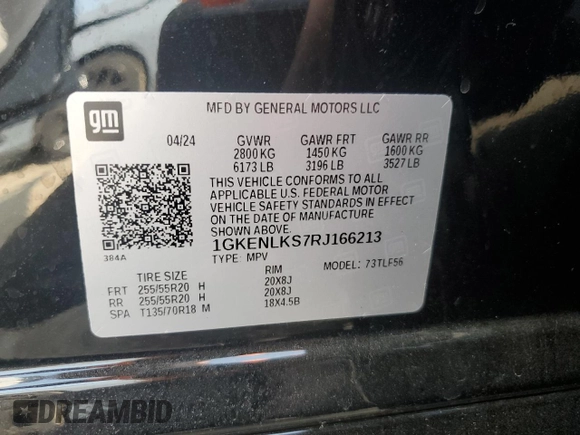 gm
MFD BY GENERAL MOTORS LLC
04/24 GVWR GAWR FRT GAWR RR
2800 KG 1450 KG 1600 KG
6173 LB 3196 LB 3527 LB
THIS VEHICLE CONFORMS TO ALL
APPLICABLE U.S. FEDERAL MOTOR
VEHICLE SAFETY STANDARDS IN EFFECT
ON THE DATE OF MANUFACTURE
SHOWN ABOVE.
1GKENLKS7RJ166213
384A
TYPE: MPV MODEL: 73TLF56
TIRE SIZE RIM
FRT 255/55R20 H 20X8J
RR 255/55R20 H 20X8J
SPA T135/70R18 M 18X4.5B
DREAMBID